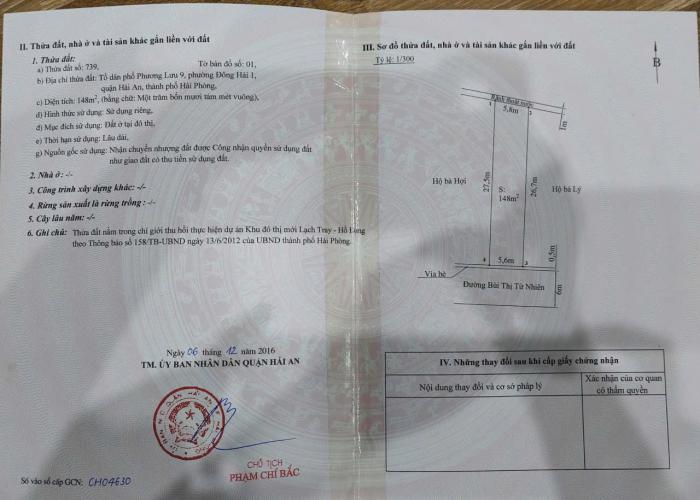 II. Thửa đất, nhà ở và tài sản khác gắn liền với đất
1. Thửa đất:
a) Thửa đất số: 739, Tờ bản đồ số: 01,
b) Địa chỉ thửa đất: Tổ dân phố Phương Lưu 9, phường Đông Hải 1,
quận Hải An, thành phố Hải Phòng,
c) Diện tích: 148m², (bằng chữ: Một trăm bốn mươi tám mét vuông),
d) Hình thức sử dụng: Sử dụng riêng,
đ) Mục đích sử dụng: Đất ở tại đô thị,
e) Thời hạn sử dụng: Lâu dài,
g) Nguồn gốc sử dụng: Nhận chuyển nhượng đất được Công nhận quyền sử dụng đất
như giao đất có thu tiền sử dụng đất.
2. Nhà ở: -/-
3. Công trình xây dựng khác: -/-
4. Rừng sản xuất là rừng trồng : -/-
5. Cây lâu năm: -/-
6. Ghi chú: Thửa đất nằm trong chỉ giới thu hồi thực hiện dự án Khu đô thị mới Lạch Tray - Hồ Đông
theo Thông báo số 158/TB-UBND ngày 13/6/2012 của UBND thành phố Hải Phòng.
Ngày 06 tháng 12 năm 2016
TM. ỦY BAN NHÂN DÂN QUẬN HẢI AN
CHỦ TỊCH
PHẠM CHÍ BẮC
Số vào sổ cấp GCN: CH04630
III. Sơ đồ thửa đất, nhà ở và tài sản khác gắn liền với đất
Tỷ lệ: 1/300
B
Rãnh thoát nước
5,8m
1m
Hộ bà Hợi
27,5m
S:
148m²
26,7m
Hộ bà Lý
0,5m
4
5,6m
3
Vỉa hè
6m
Đường Bùi Thị Từ Nhiên
IV. Những thay đổi sau khi cấp giấy chứng nhận
Nội dung thay đổi và cơ sở pháp lý
Xác nhận của cơ quan
có thẩm quyền